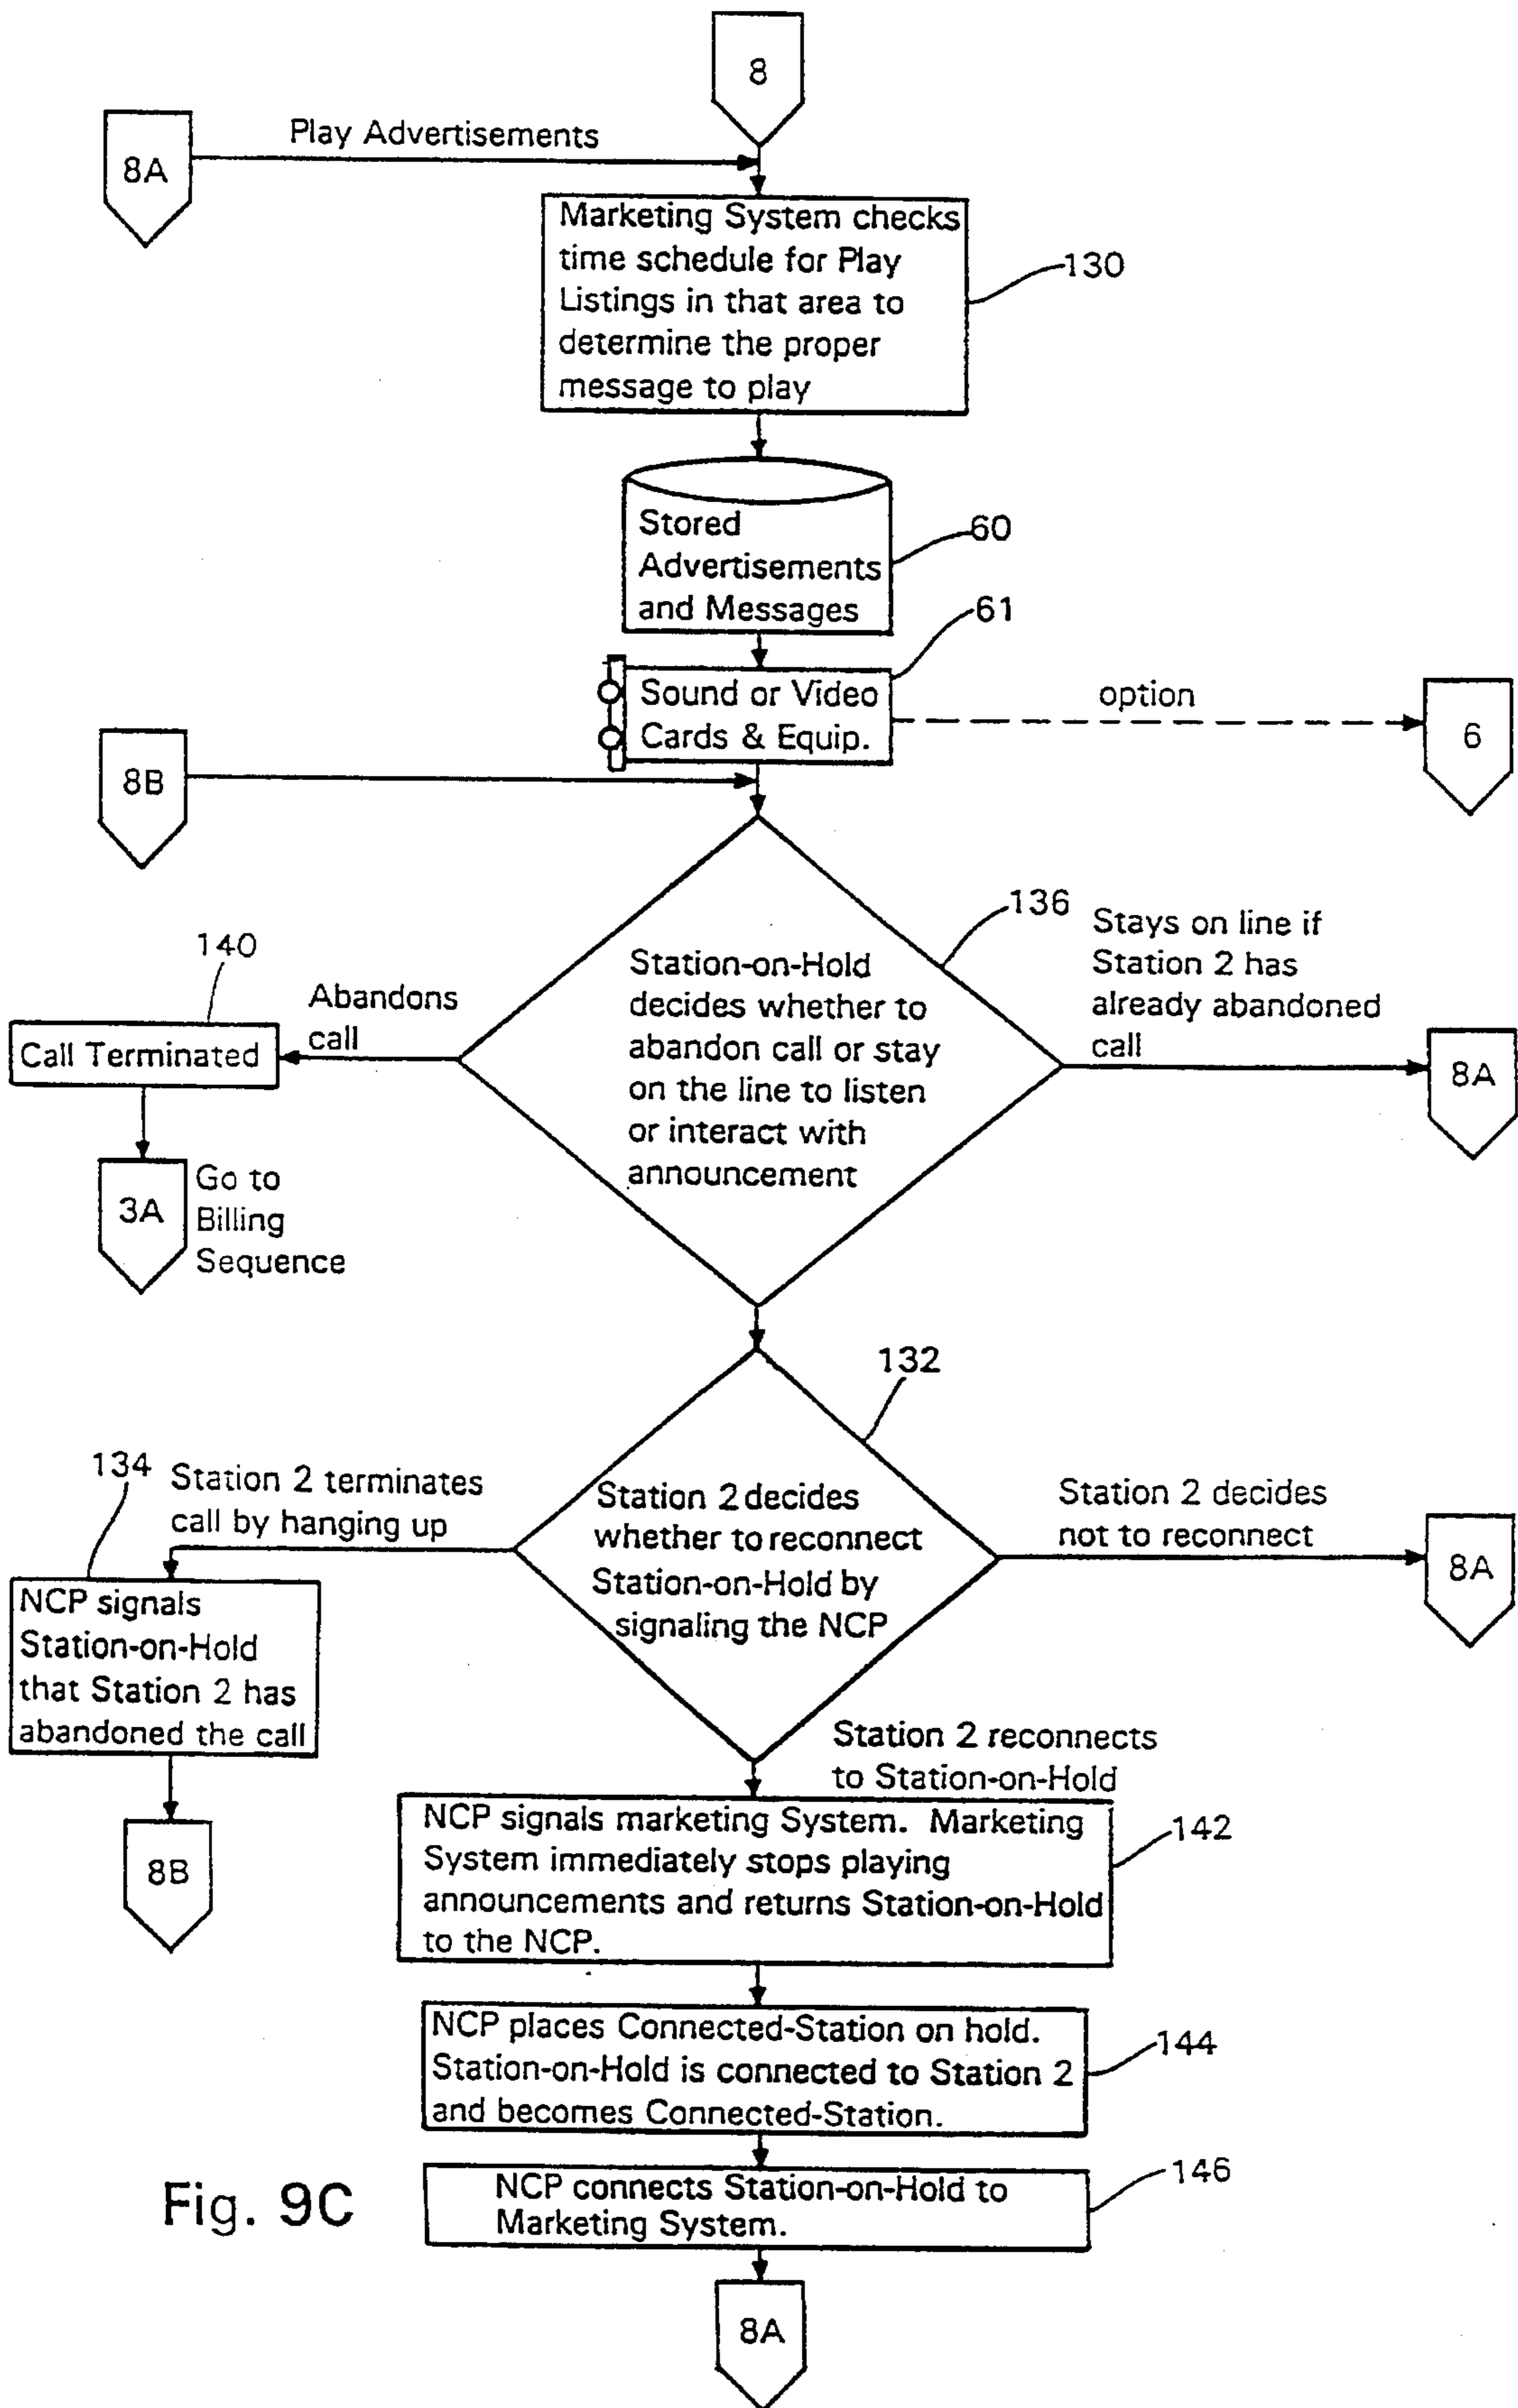 8
Play Advertisements
8A
Marketing System checks
time schedule for Play
Listings in that area to
determine the proper
message to play
130
Stored
Advertisements
and Messages
60
61
Sound or Video
Cards & Equip.
option
6
8B
136
Stays on line if
Station 2 has
already abandoned
call
8A
140
Abandons
call
Call Terminated
Station-on-Hold
decides whether to
abandon call or stay
on the line to listen
or interact with
announcement
3A
Go to
Billing
Sequence
132
134
Station 2 terminates
call by hanging up
Station 2 decides
whether to reconnect
Station-on-Hold by
signaling the NCP
Station 2 decides
not to reconnect
8A
NCP signals
Station-on-Hold
that Station 2 has
abandoned the call
8B
Station 2 reconnects
to Station-on-Hold
NCP signals marketing System. Marketing
System immediately stops playing
announcements and returns Station-on-Hold
to the NCP.
142
NCP places Connected-Station on hold.
Station-on-Hold is connected to Station 2
and becomes Connected-Station.
144
NCP connects Station-on-Hold to
Marketing System.
146
Fig. 9C
8A